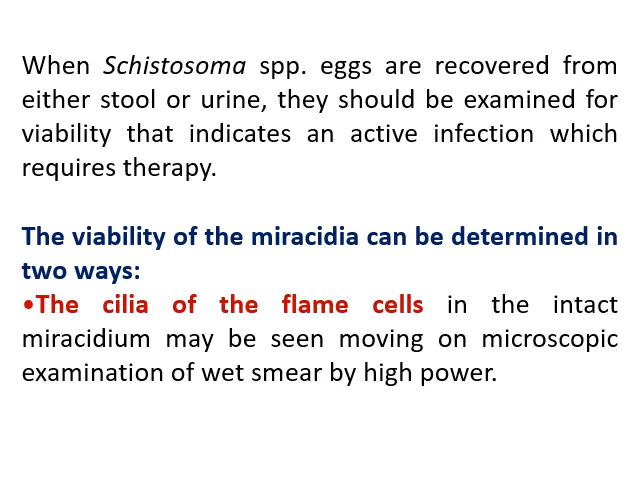 When Schistosoma spp. eggs are recovered from
either stool or urine, they should be examined for
viability that indicates an active infection which
requires therapy.
The viability of the miracidia can be determined in
two ways:
•The cilia of the flame cells in the intact
miracidium may be seen moving on microscopic
examination of wet smear by high power.